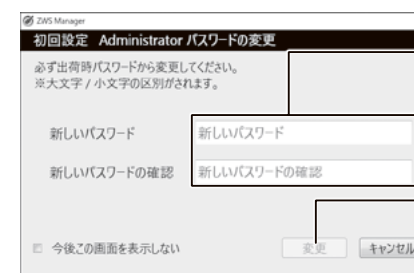 ZWS Manager
初回設定 Administrator パスワードの変更
必ず出荷時パスワードから変更してください。
※大文字 / 小文字の区別がされます。
新しいパスワード 新しいパスワード
新しいパスワードの確認 新しいパスワードの確認
今後この画面を表示しない 変更 キャンセル